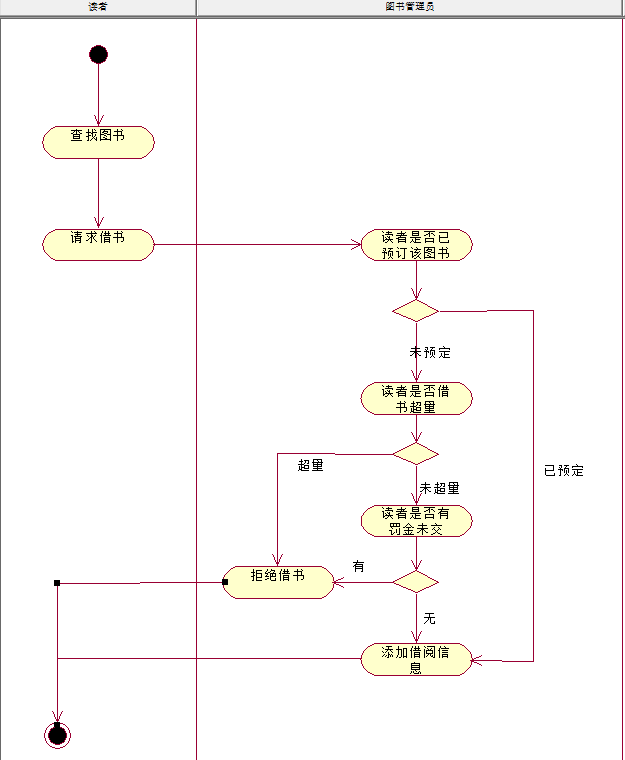 读者
图书管理员
查找图书
请求借书
读者是否已
预订该图书
未预定
读者是否借
书超量
超量
已预定
未超量
读者是否有
罚金未交
有
拒绝借书
无
添加借阅信
息